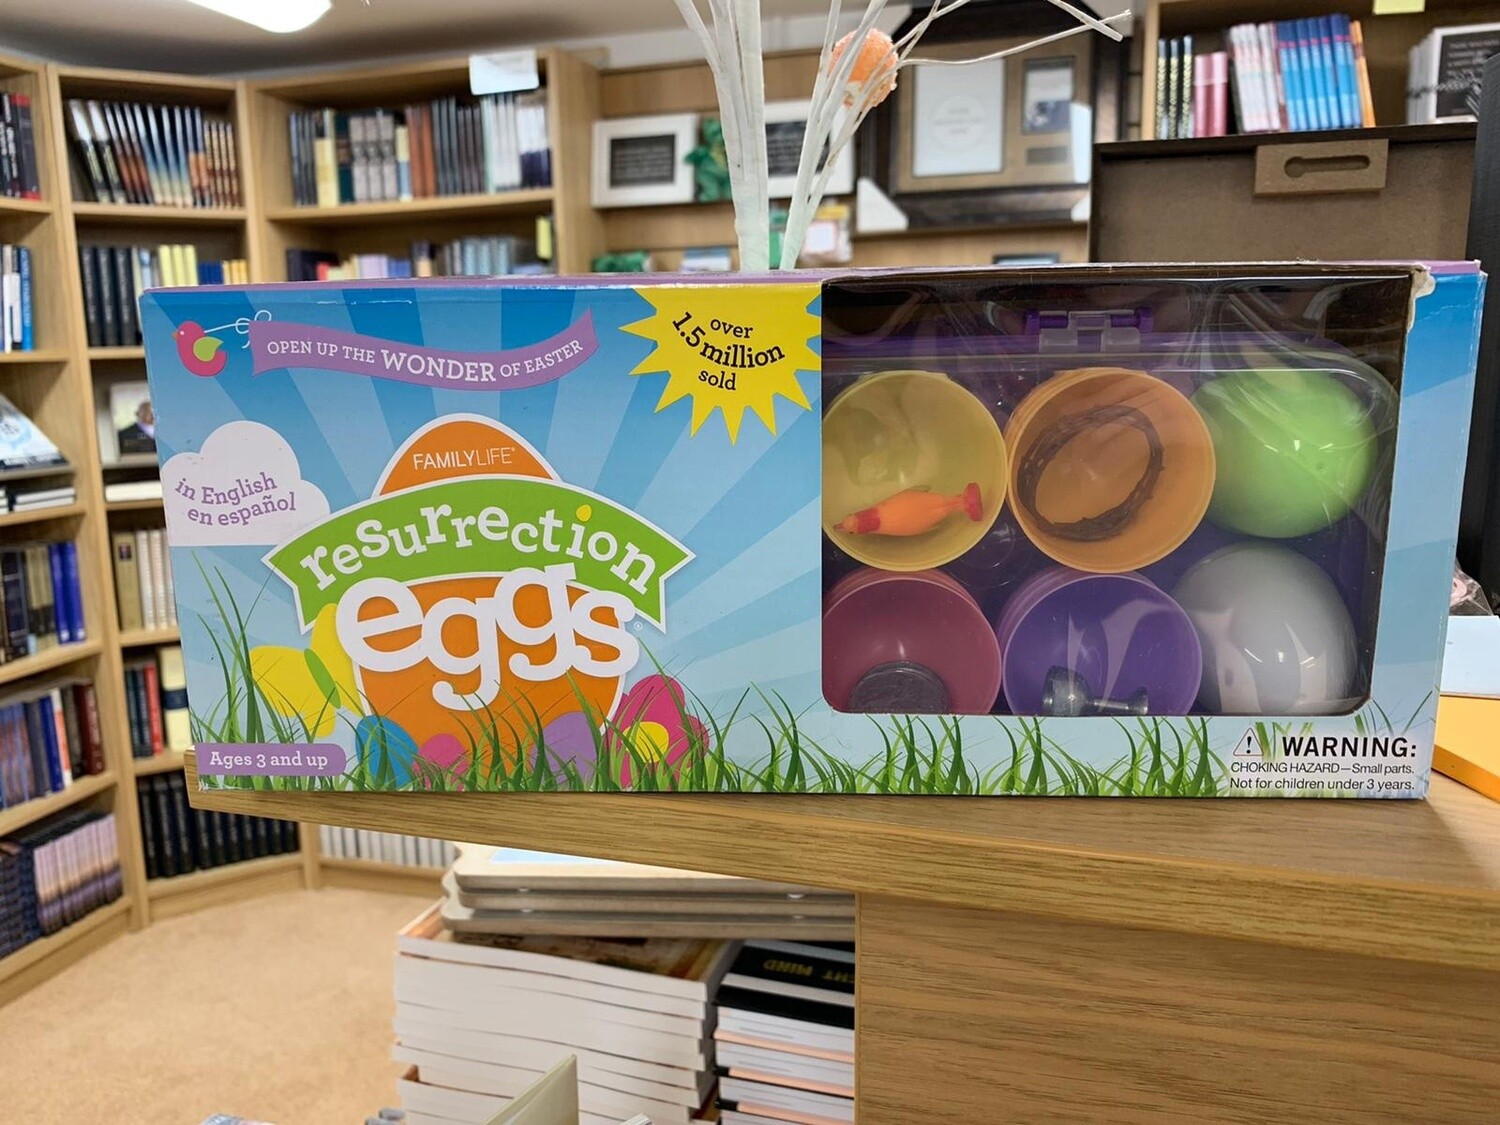 OPEN UP THE WONDER OF EASTER
over
1.5 million
sold
in English
en español
FAMILYLIFE®
resurrection
eggs®
Ages 3 and up
WARNING:
CHOKING HAZARD—Small parts.
Not for children under 3 years.